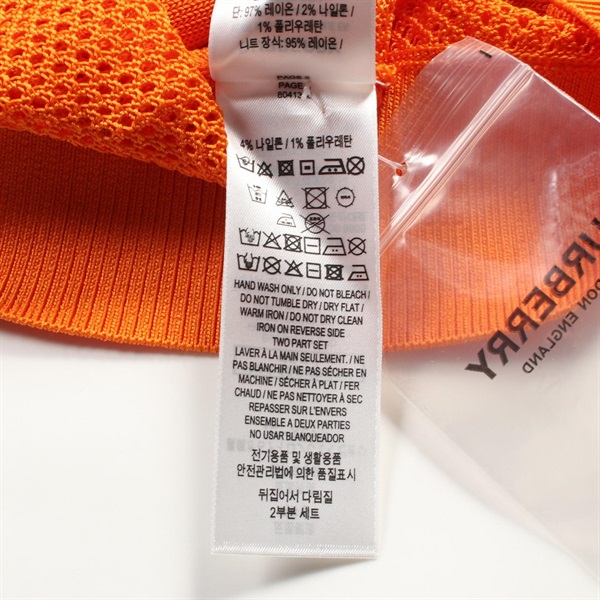 단: 97% 레이온 / 2% 나일론 /
1% 폴리우레탄
니트 장식: 95% 레이온 /
PAGE
4% 나일론 / 1% 폴리우레탄
HAND WASH ONLY / DO NOT BLEACH /
DO NOT TUMBLE DRY / DRY FLAT /
WARM IRON / DO NOT DRY CLEAN
IRON ON REVERSE SIDE
TWO PART SET
LAVER À LA MAIN SEULEMENT. / NE
PAS BLANCHIR / PAS SÉCHER EN
MACHINE / SÉCHER À PLAT / FER
CHAUD / PAS NETTOYER À SEC
REPASSER SUR L'ENVERS
ENSEMBLE A DEUX PARTIES
NO USAR BLANQUEADOR
전기용품 및 생활용품
안전관리법에 의한 품질표시
뒤집어서 다림질
2부분 세트
URBERRY
DON ENGLAND